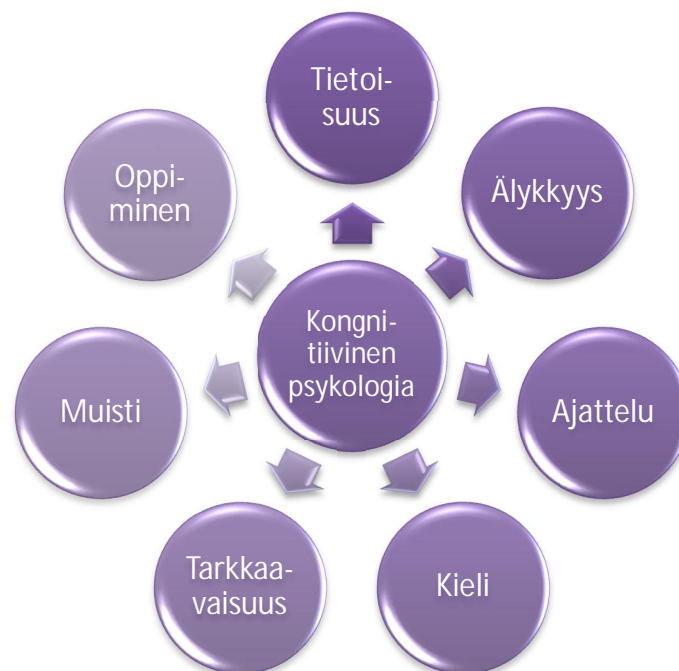 Tietoi-
suus
Älykkyys
Ajattelu
Kieli
Tarkkaa-
vaisuus
Muisti
Oppi-
minen
Kongni-
tiivinen
psykologia